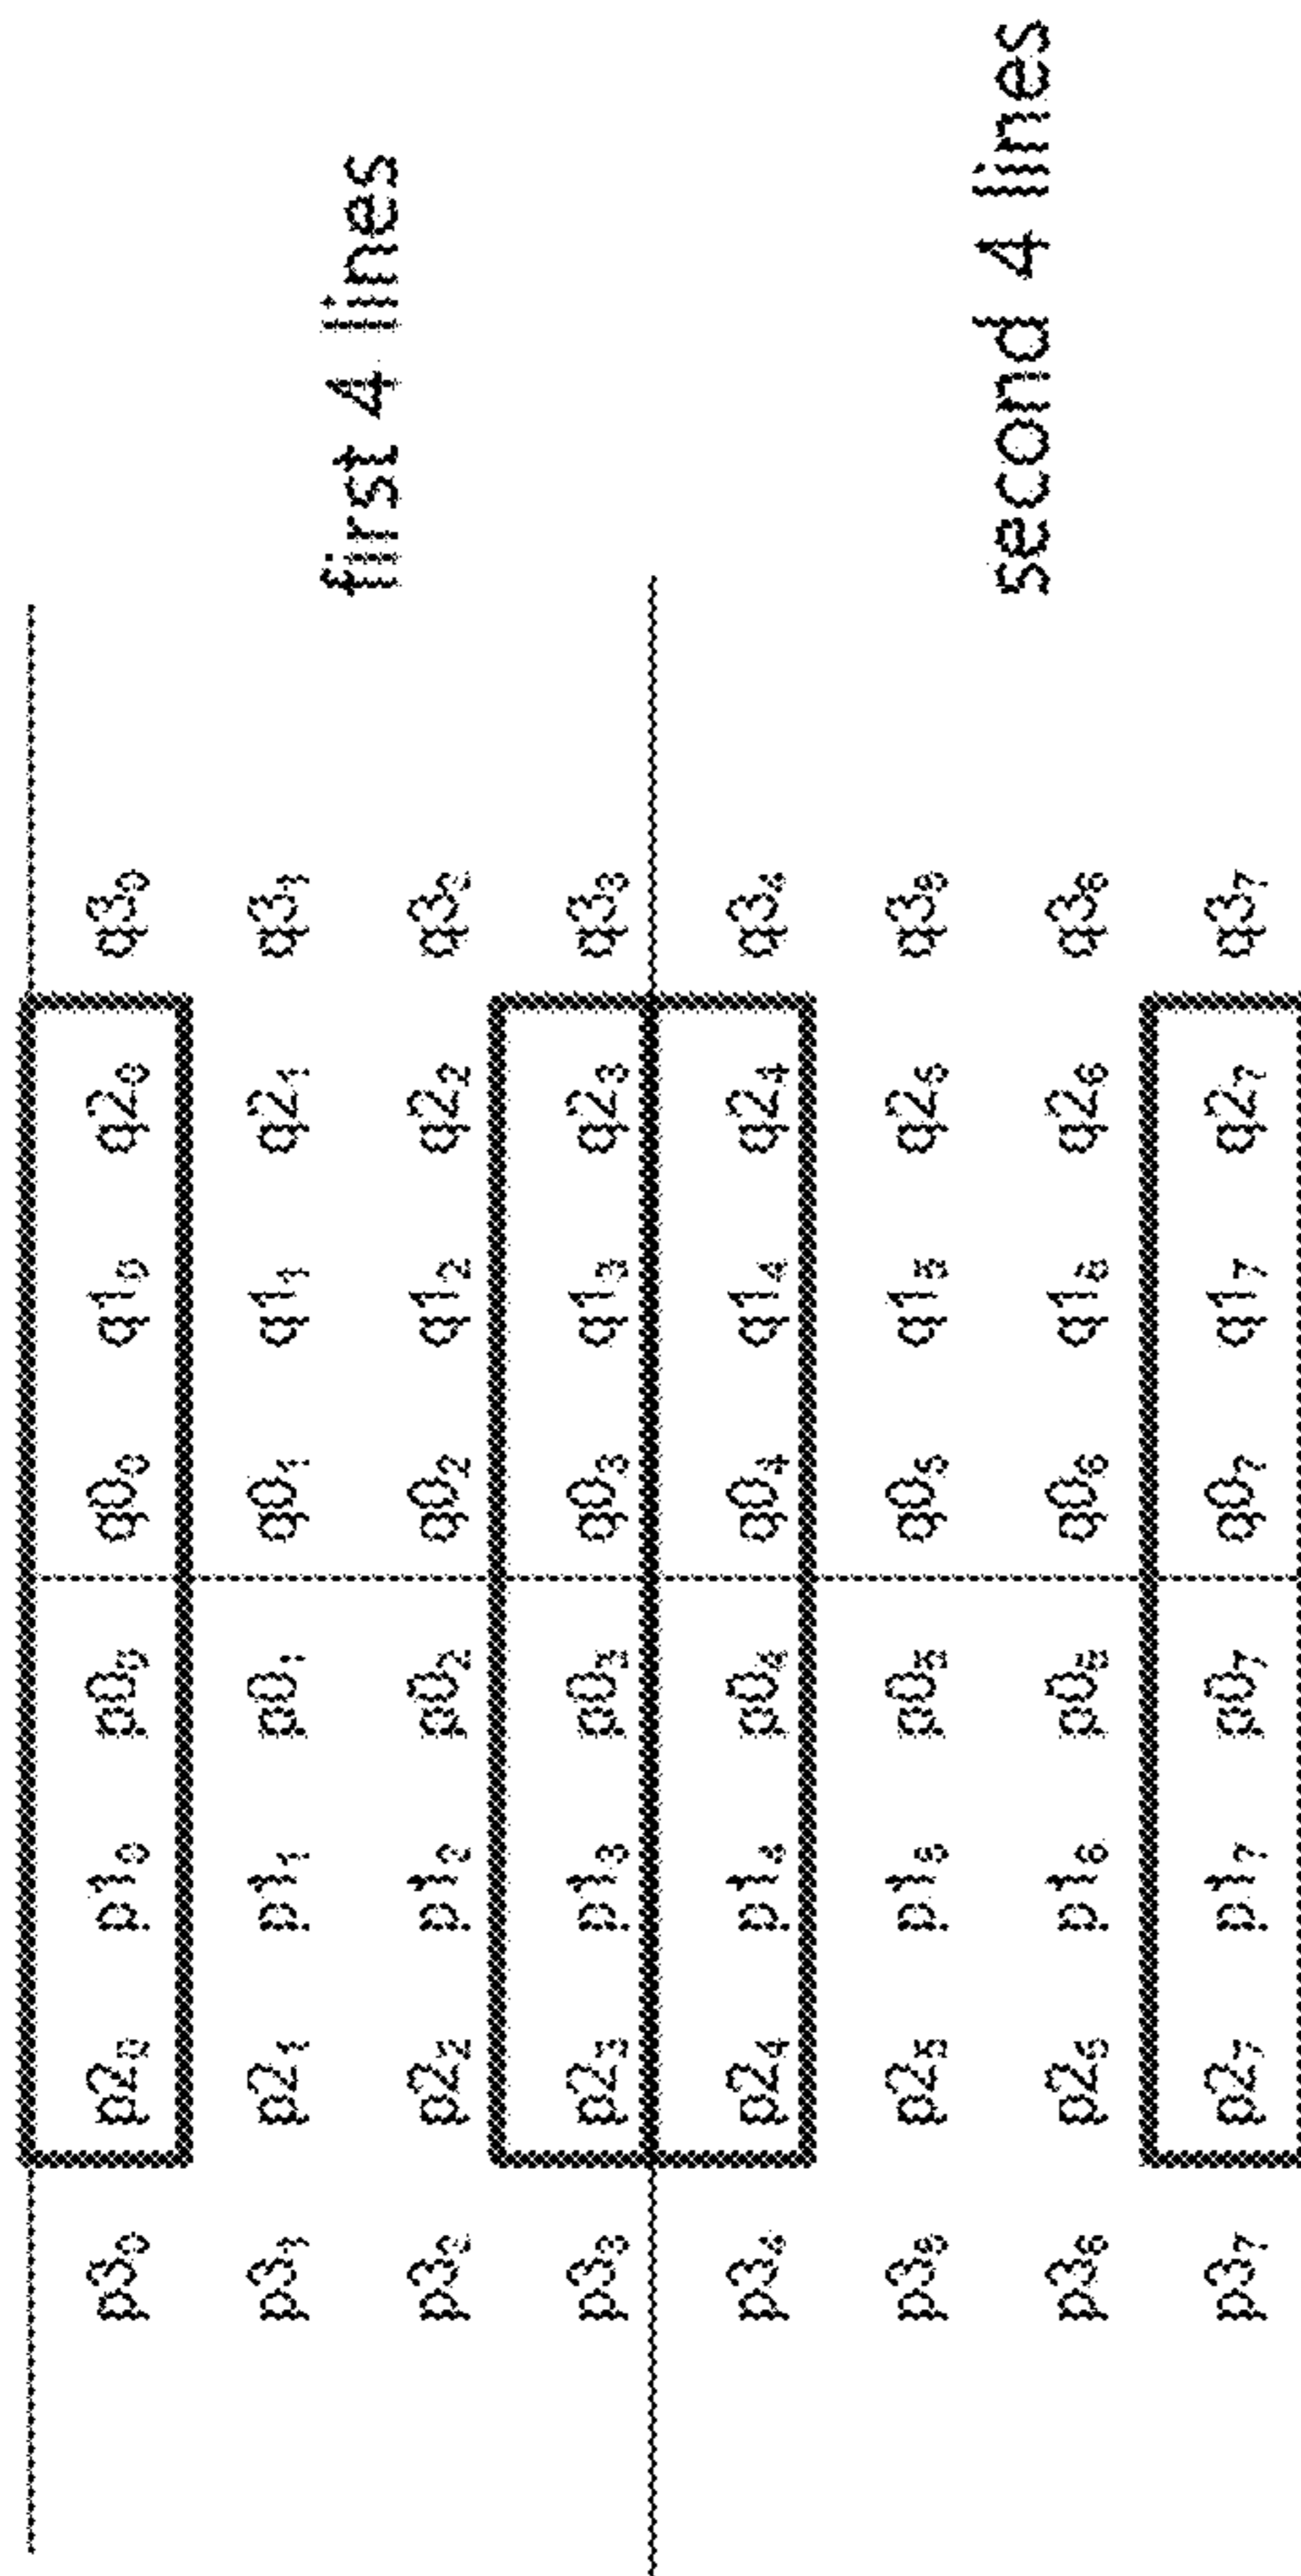 p3₀ p2₀ p1₀ p0₀ q0₀ q1₀ q2₀ q3₀
p3₁ p2₁ p1₁ p0₁ q0₁ q1₁ q2₁ q3₁
p3₂ p2₂ p1₂ p0₂ q0₂ q1₂ q2₂ q3₂
first 4 lines
p3₃ p2₃ p1₃ p0₃ q0₃ q1₃ q2₃ q3₃
p3₄ p2₄ p1₄ p0₄ q0₄ q1₄ q2₄ q3₄
p3₅ p2₅ p1₅ p0₅ q0₅ q1₅ q2₅ q3₅
second 4 lines
p3₆ p2₆ p1₆ p0₆ q0₆ q1₆ q2₆ q3₆
p3₇ p2₇ p1₇ p0₇ q0₇ q1₇ q2₇ q3₇